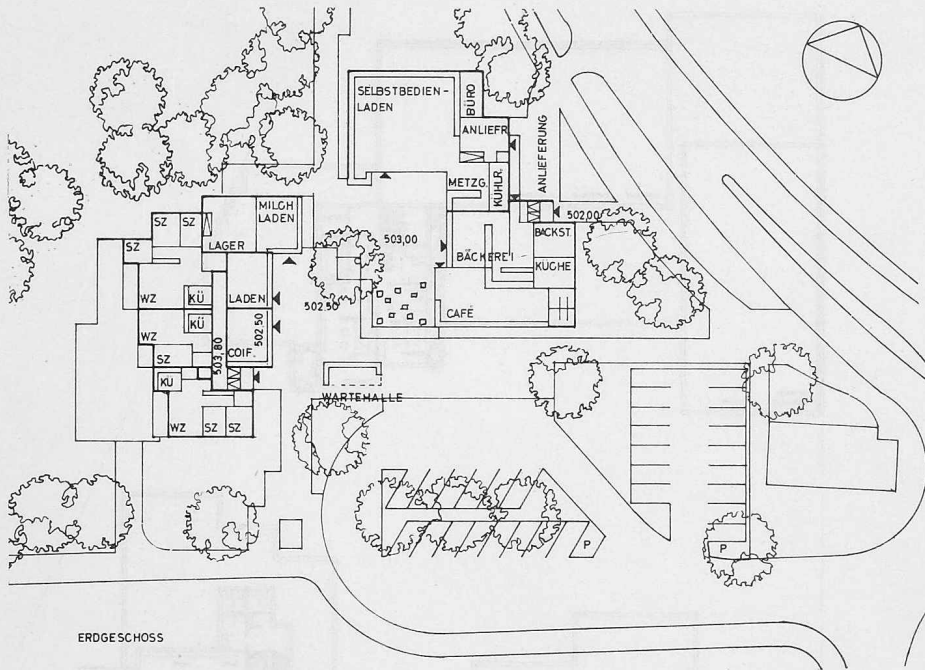 SELBSTBEDIEN-
LADEN
BÜRO
ANLIEFR.
ANLIEFERUNG
METZG.
KÜHLR.
MILCH
LADEN
SZ
SZ
SZ
LAGER
503,00
502,00
BACKST.
BÄCKEREI
KÜCHE
WZ
KÜ
LADEN
502,50
CAFÉ
KÜ
WZ
503,80
502,50
COIF.
SZ
KÜ
WARTEHALLE
WZ
SZ
SZ
P
P
ERDGESCHOSS